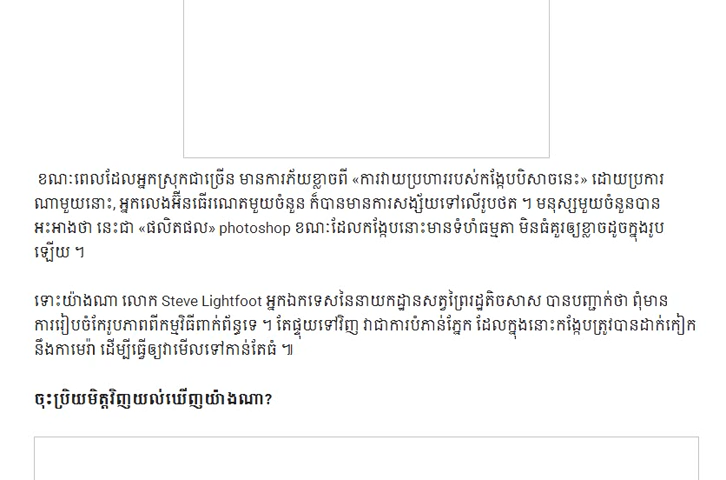 ខណៈពេលដែលអ្នកស្រុកជាច្រើន មានការភ័យខ្លាចពី «ការវាយប្រហាររបស់កង្កែបបិសាចនេះ» ដោយប្រការ
ណាមួយនោះ, អ្នកលេងអ៊ីនធើរណេតមួយចំនួន ក៏បានមានការសង្ស័យទៅលើរូបថត ។ មនុស្សមួយចំនួនបាន
អះអាងថា នេះជា «ផលិតផល» photoshop ខណៈដែលកង្កែបនោះមានទំហំធម្មតា មិនធំគួរឲ្យខ្លាចដូចក្នុងរូប
ឡើយ ។
ទោះយ៉ាងណា លោក Steve Lightfoot អ្នកឯកទេសនៃនាយកដ្ឋានសត្វព្រៃរដ្ឋតិចសាស បានបញ្ជាក់ថា ពុំមាន
ការរៀបចំកែរូបភាពពីកម្មវិធីពាក់ព័ន្ធទេ ។ តែផ្ទុយទៅវិញ វាជាការបំភាន់ភ្នែក ដែលក្នុងនោះកង្កែបត្រូវបានដាក់កៀក
នឹងកាមេរ៉ា ដើម្បីធ្វើឲ្យវាមើលទៅកាន់តែធំ ៕
ចុះប្រិយមិត្តវិញយល់ឃើញយ៉ាងណា?